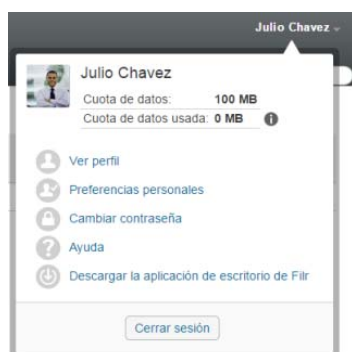 Julio Chavez
Julio Chavez
Cuota de datos: 100 MB
Cuota de datos usada: 0 MB
Ver perfil
Preferencias personales
Cambiar contraseña
Ayuda
Descargar la aplicación de escritorio de Filr
Cerrar sesión